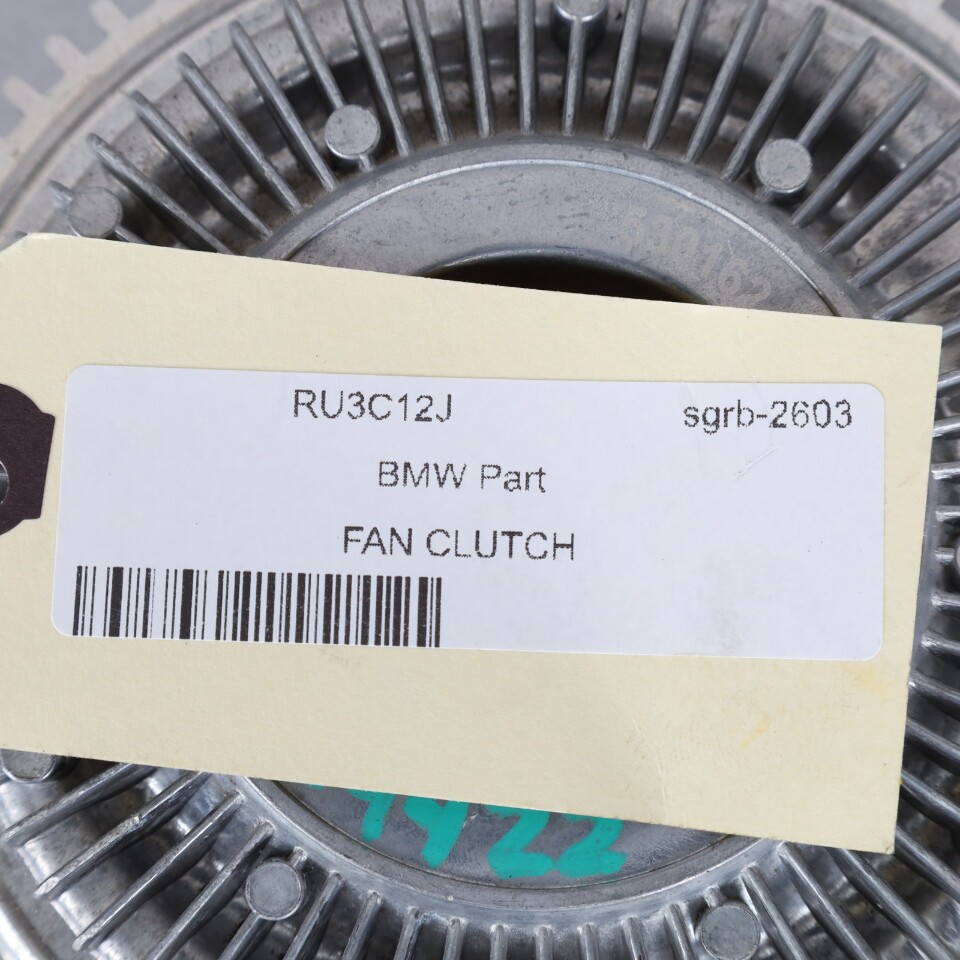 RU3C12J sgrb-2603
BMW Part
FAN CLUTCH